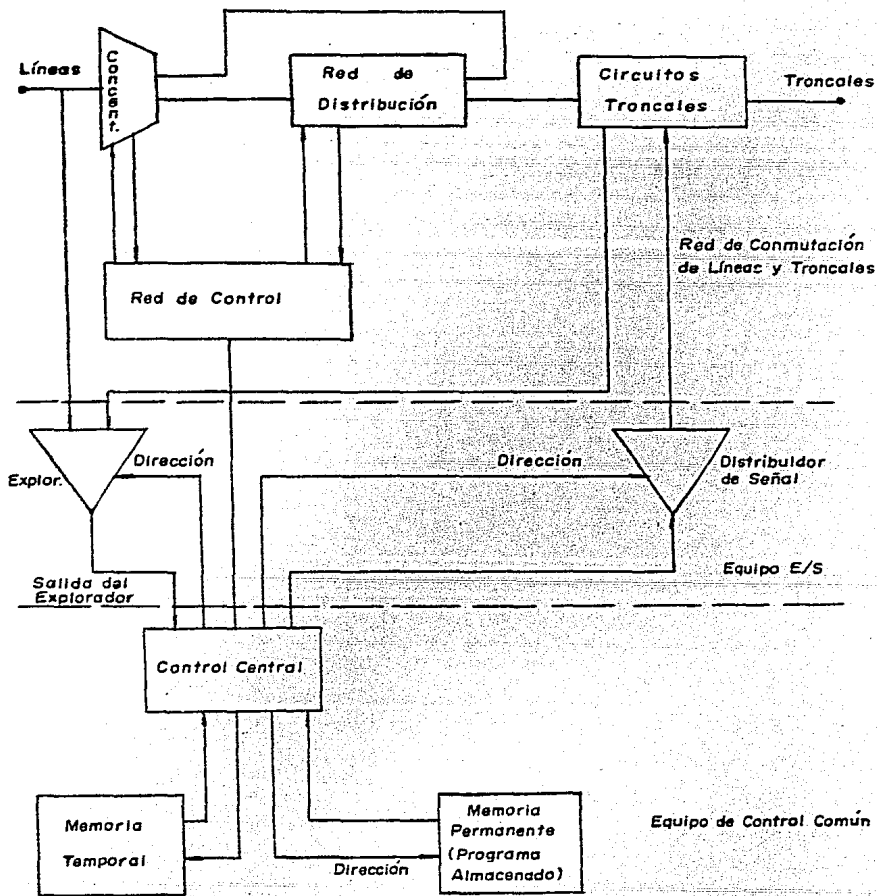 Líneas
Concent.
Red de
Distribución
Circuitos
Troncales
Troncales
Red de Conmutación
de Líneas y Troncales
Red de Control
Explor.
Dirección
Dirección
Distribuidor
de Señal
Salida del
Explorador
Equipo E/S
Control Central
Memoria
Temporal
Memoria
Permanente
(Programa
Almacenado)
Dirección
Equipo de Control Común